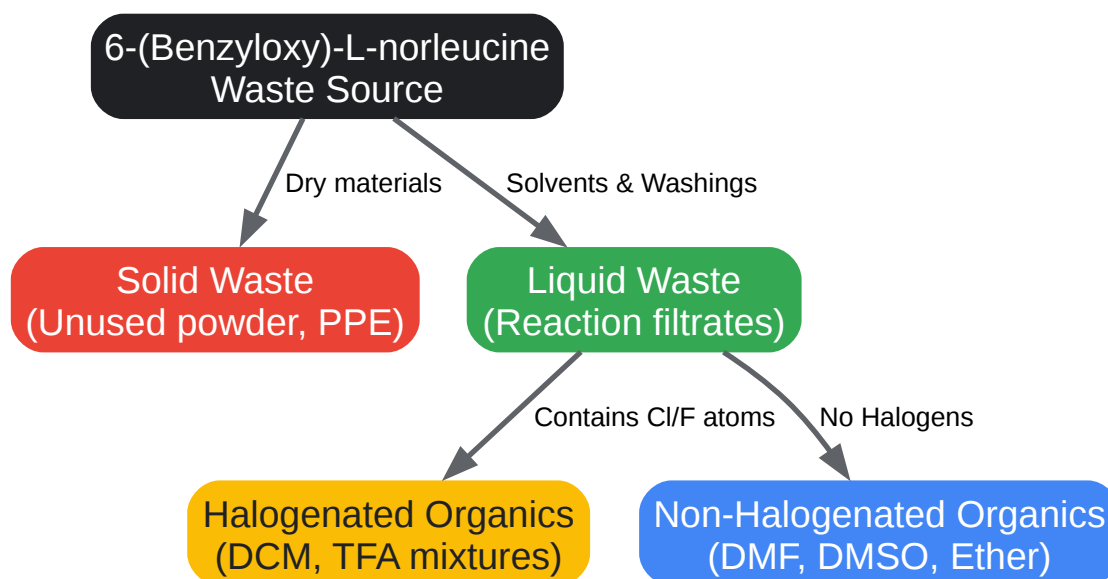 6-(Benzyloxy)-L-norleucine
Waste Source
Dry materials
Solvents & Washings
Solid Waste
(Unused powder, PPE)
Liquid Waste
(Reaction filtrates)
Contains Cl/F atoms
No Halogens
Halogenated Organics
(DCM, TFA mixtures)
Non-Halogenated Organics
(DMF, DMSO, Ether)